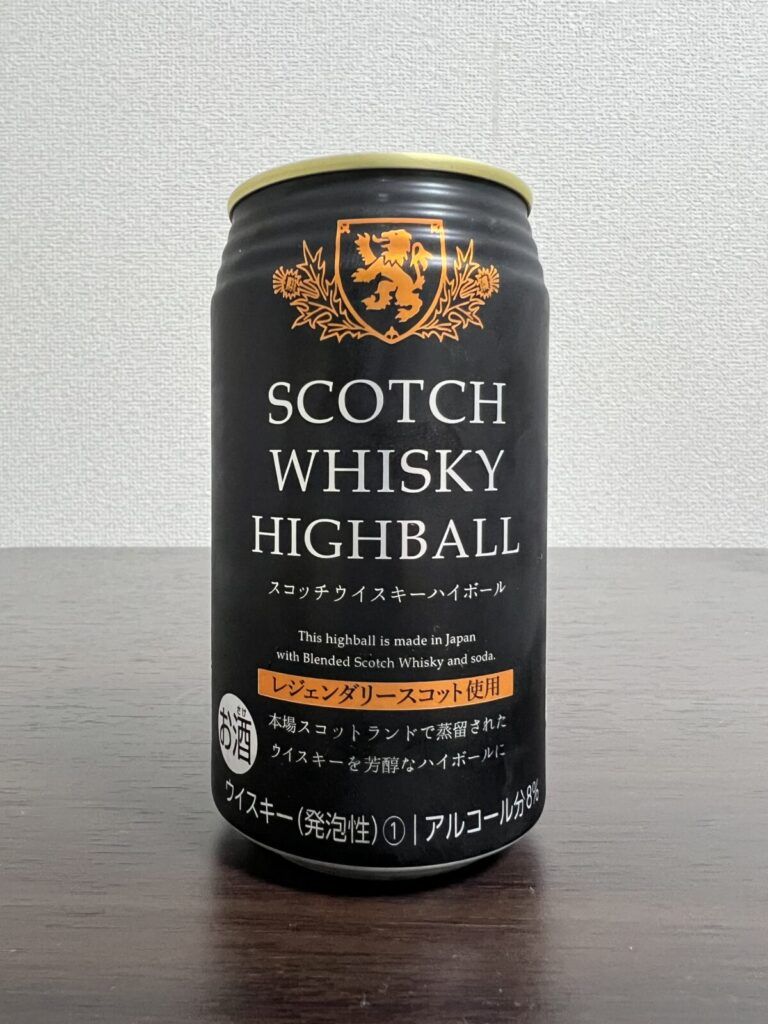 SCOTCH
WHISKY
HIGHBALL
スコッチウイスキーハイボール
This highball is made in Japan
with Blended Scotch Whisky and soda.
レジェンダリースコット使用
本場スコットランドで蒸留された
ウイスキーを芳醇なハイボールに
さけ
お酒
ウイスキー(発泡性)①|アルコール分8%